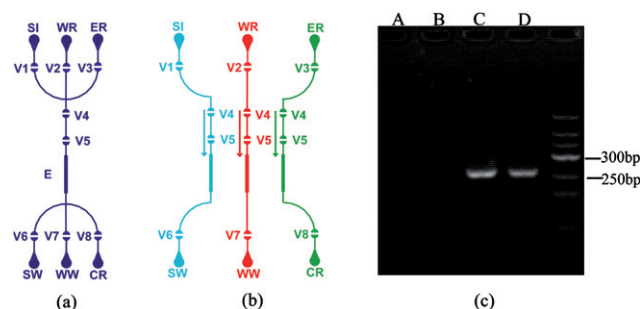 SI WR ER
V1 V2 V3
V4
V5
E
V6 V7 V8
SW WW CR
(a)
SI WR ER
V1 V2 V3
V4 V4 V4
V5 V5 V5
V6 V7 V8
SW WW CR
(b)
A B C D
300bp
250bp
(c)